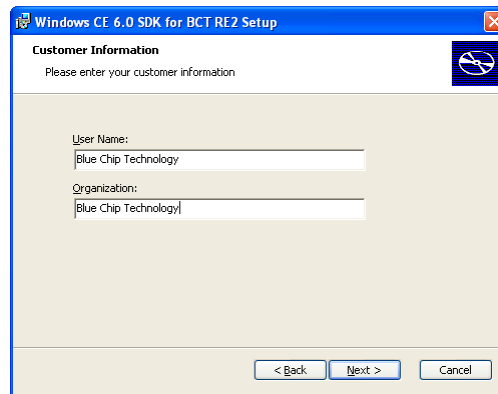 Windows CE 6.0 SDK for BCT RE2 Setup
Customer Information
Please enter your customer information
User Name:
Blue Chip Technology
Organization:
Blue Chip Technology
< Back Next > Cancel